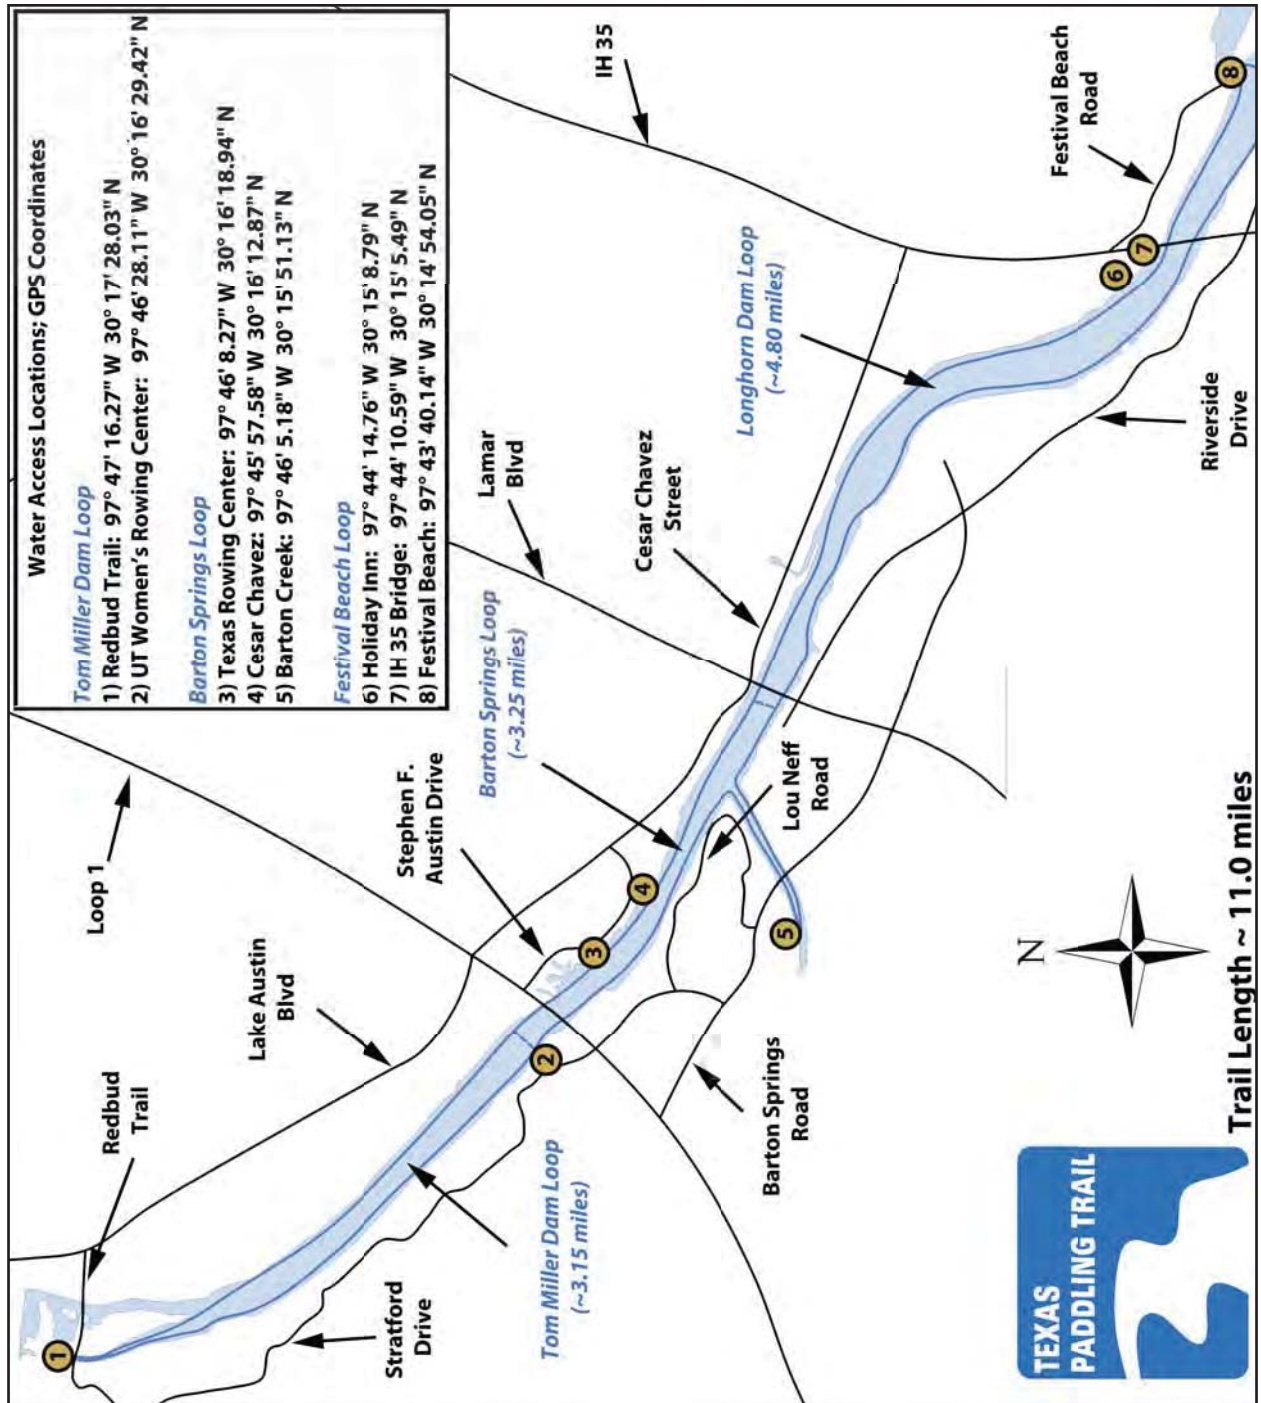 Water Access Locations; GPS Coordinates
Tom Miller Dam Loop
1) Redbud Trail: 97° 47' 16.27" W 30° 17' 28.03" N
2) UT Women's Rowing Center: 97° 46' 28.11" W 30° 16' 29.42" N
Barton Springs Loop
3) Texas Rowing Center: 97° 46' 8.27" W 30° 16' 18.94" N
4) Cesar Chavez: 97° 45' 57.58" W 30° 16' 12.87" N
5) Barton Creek: 97° 46' 5.18" W 30° 15' 51.13" N
Festival Beach Loop
6) Holiday Inn: 97° 44' 14.76" W 30° 15' 8.79" N
7) IH 35 Bridge: 97° 44' 10.59" W 30° 15' 5.49" N
8) Festival Beach: 97° 43' 40.14" W 30° 14' 54.05" N
Redbud
Trail
Lake Austin
Blvd
Loop 1
Stephen F.
Austin Drive
Barton Springs Loop
(~3.25 miles)
Lamar
Blvd
Cesar Chavez
Street
Longhorn Dam Loop
(~4.80 miles)
IH 35
Festival Beach
Road
Stratford
Drive
Tom Miller Dam Loop
(~3.15 miles)
Barton Springs
Road
Lou Neff
Road
Riverside
Drive
1
2
3
4
5
6
7
8
N
TEXAS
PADDLING TRAIL
Trail Length ~ 11.0 miles